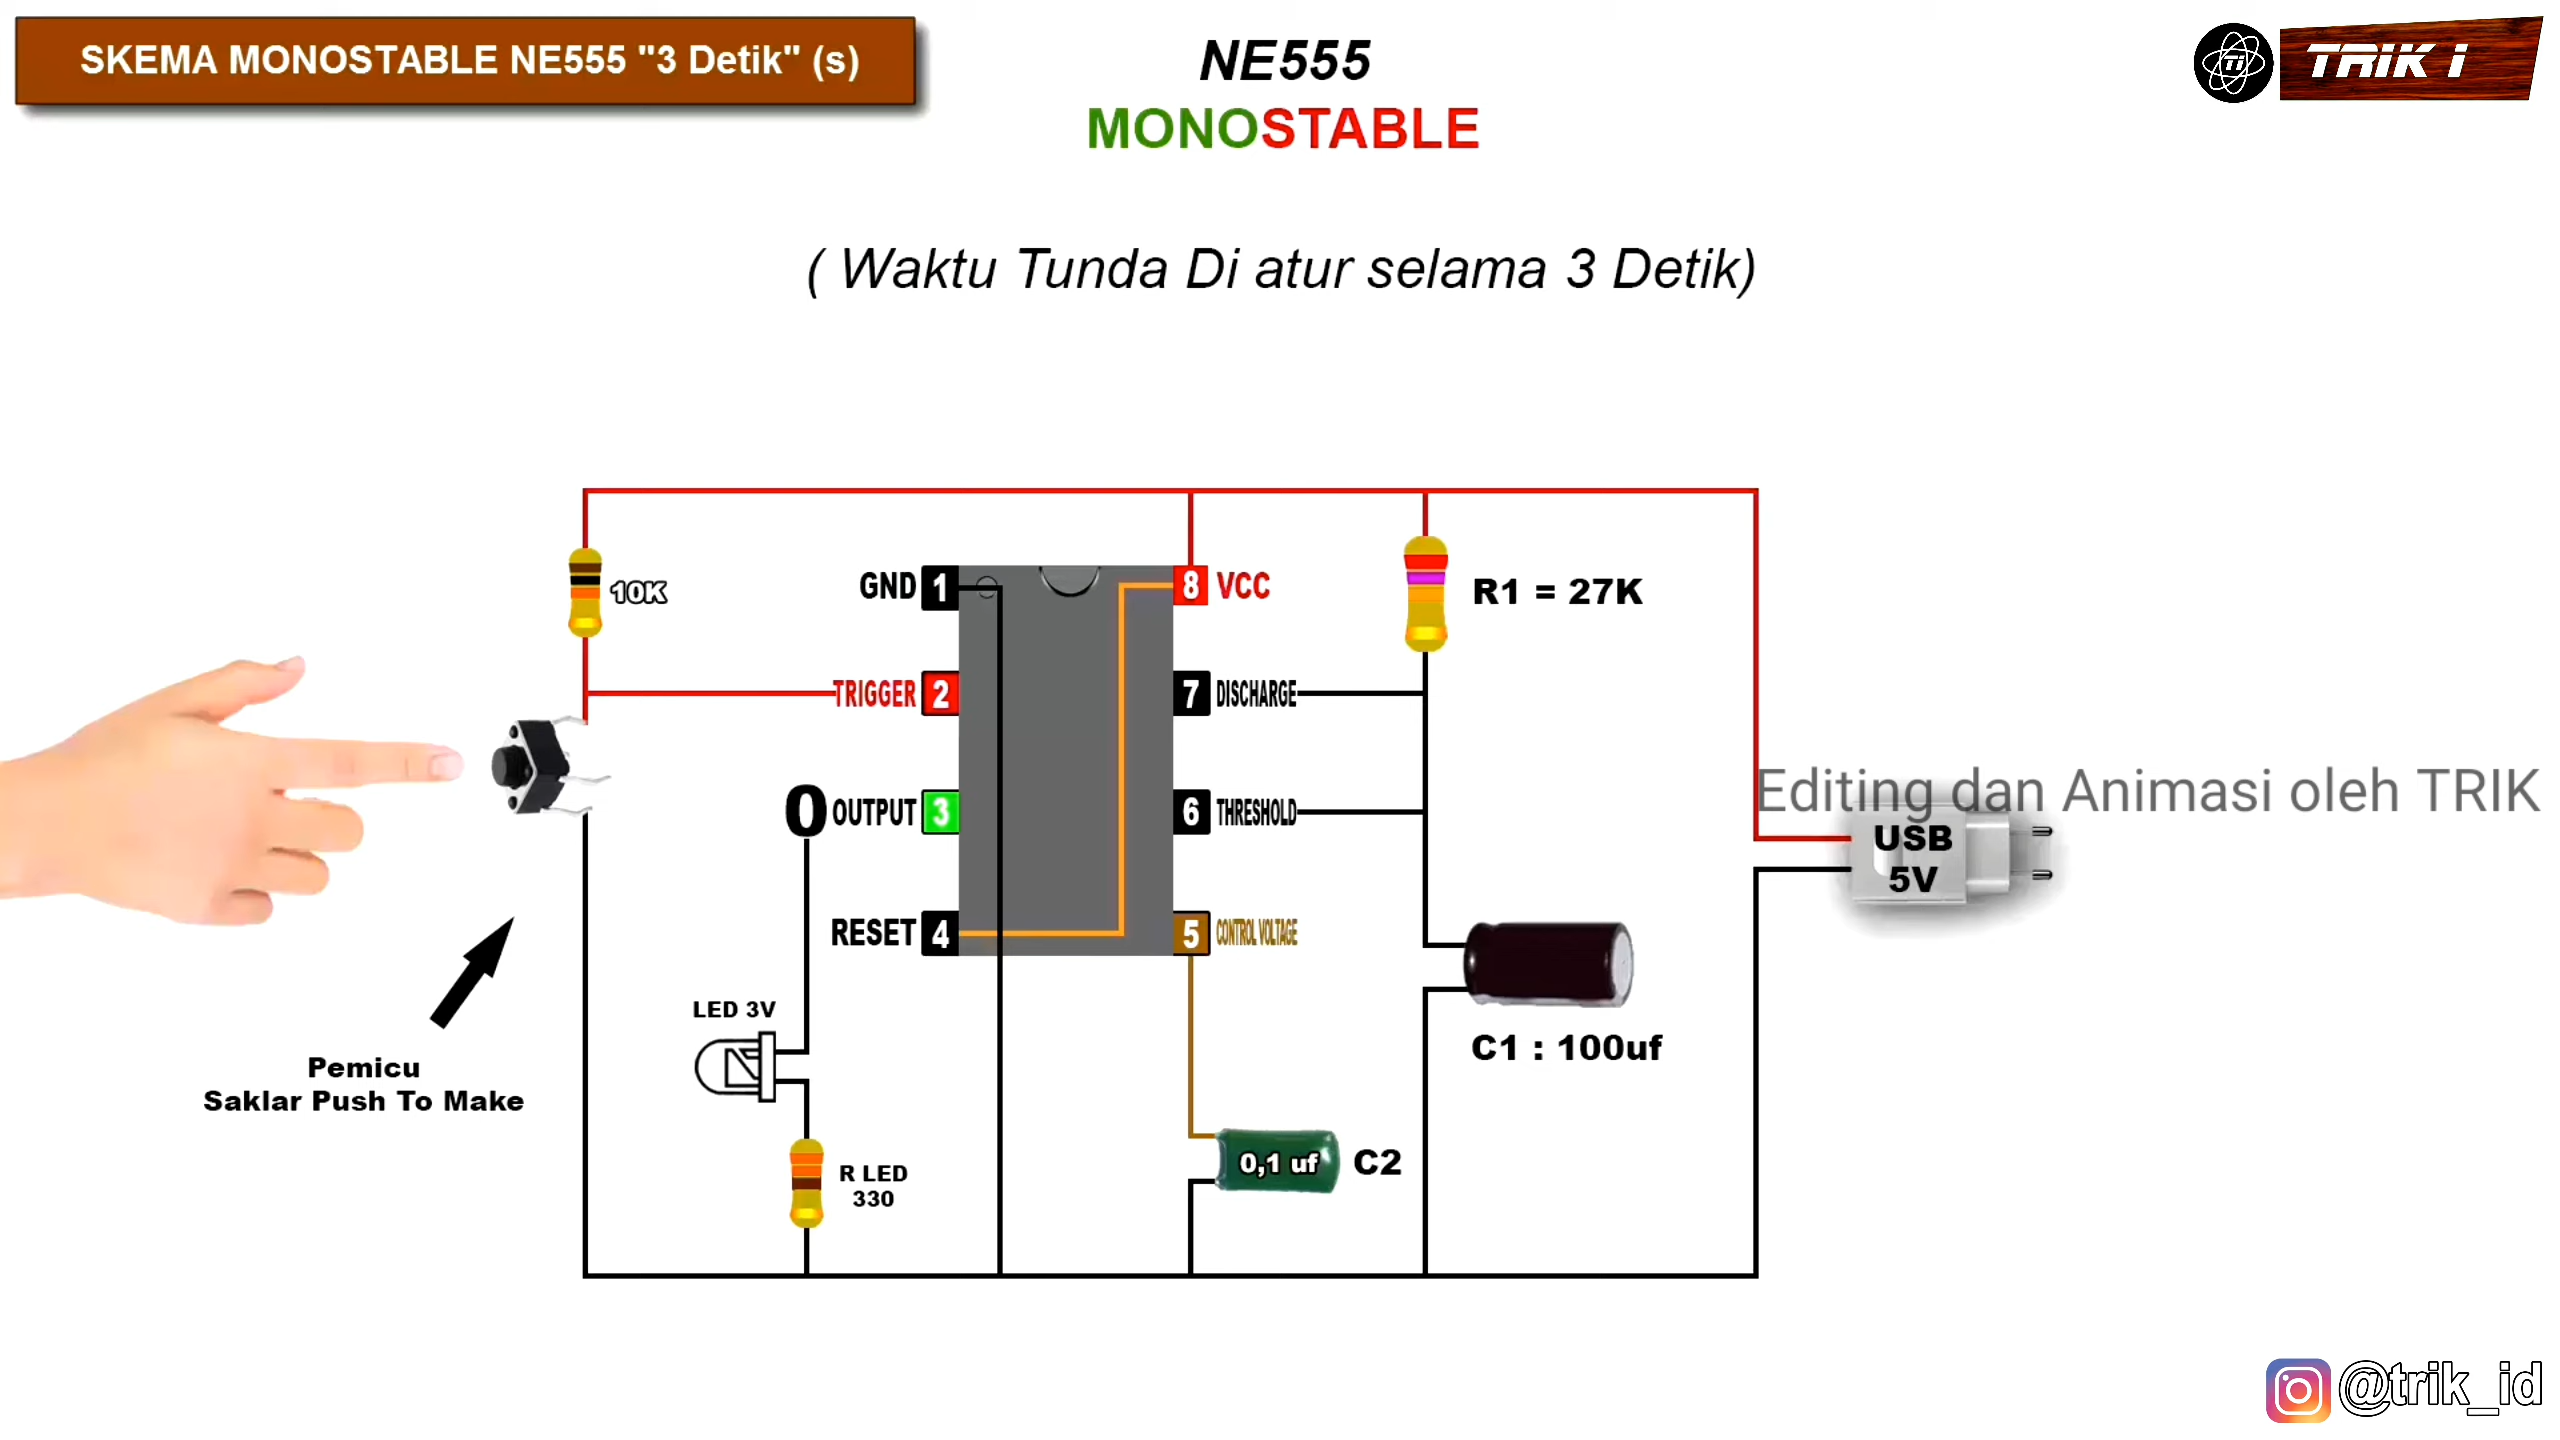 SKEMA MONOSTABLE NE555 "3 Detik" (s)
NE555
MONOSTABLE
Ti
TRIK i
( Waktu Tunda Di atur selama 3 Detik)
10K
GND 1
8 VCC
R1 = 27K
TRIGGER 2
7 DISCHARGE
0 OUTPUT 3
6 THRESHOLD
Editing dan Animasi oleh TRIK
USB
5V
RESET 4
5 CONTROL VOLTAGE
LED 3V
C1 : 100uf
Pemicu
Saklar Push To Make
R LED
330
0,1 uf
C2
@trik_id